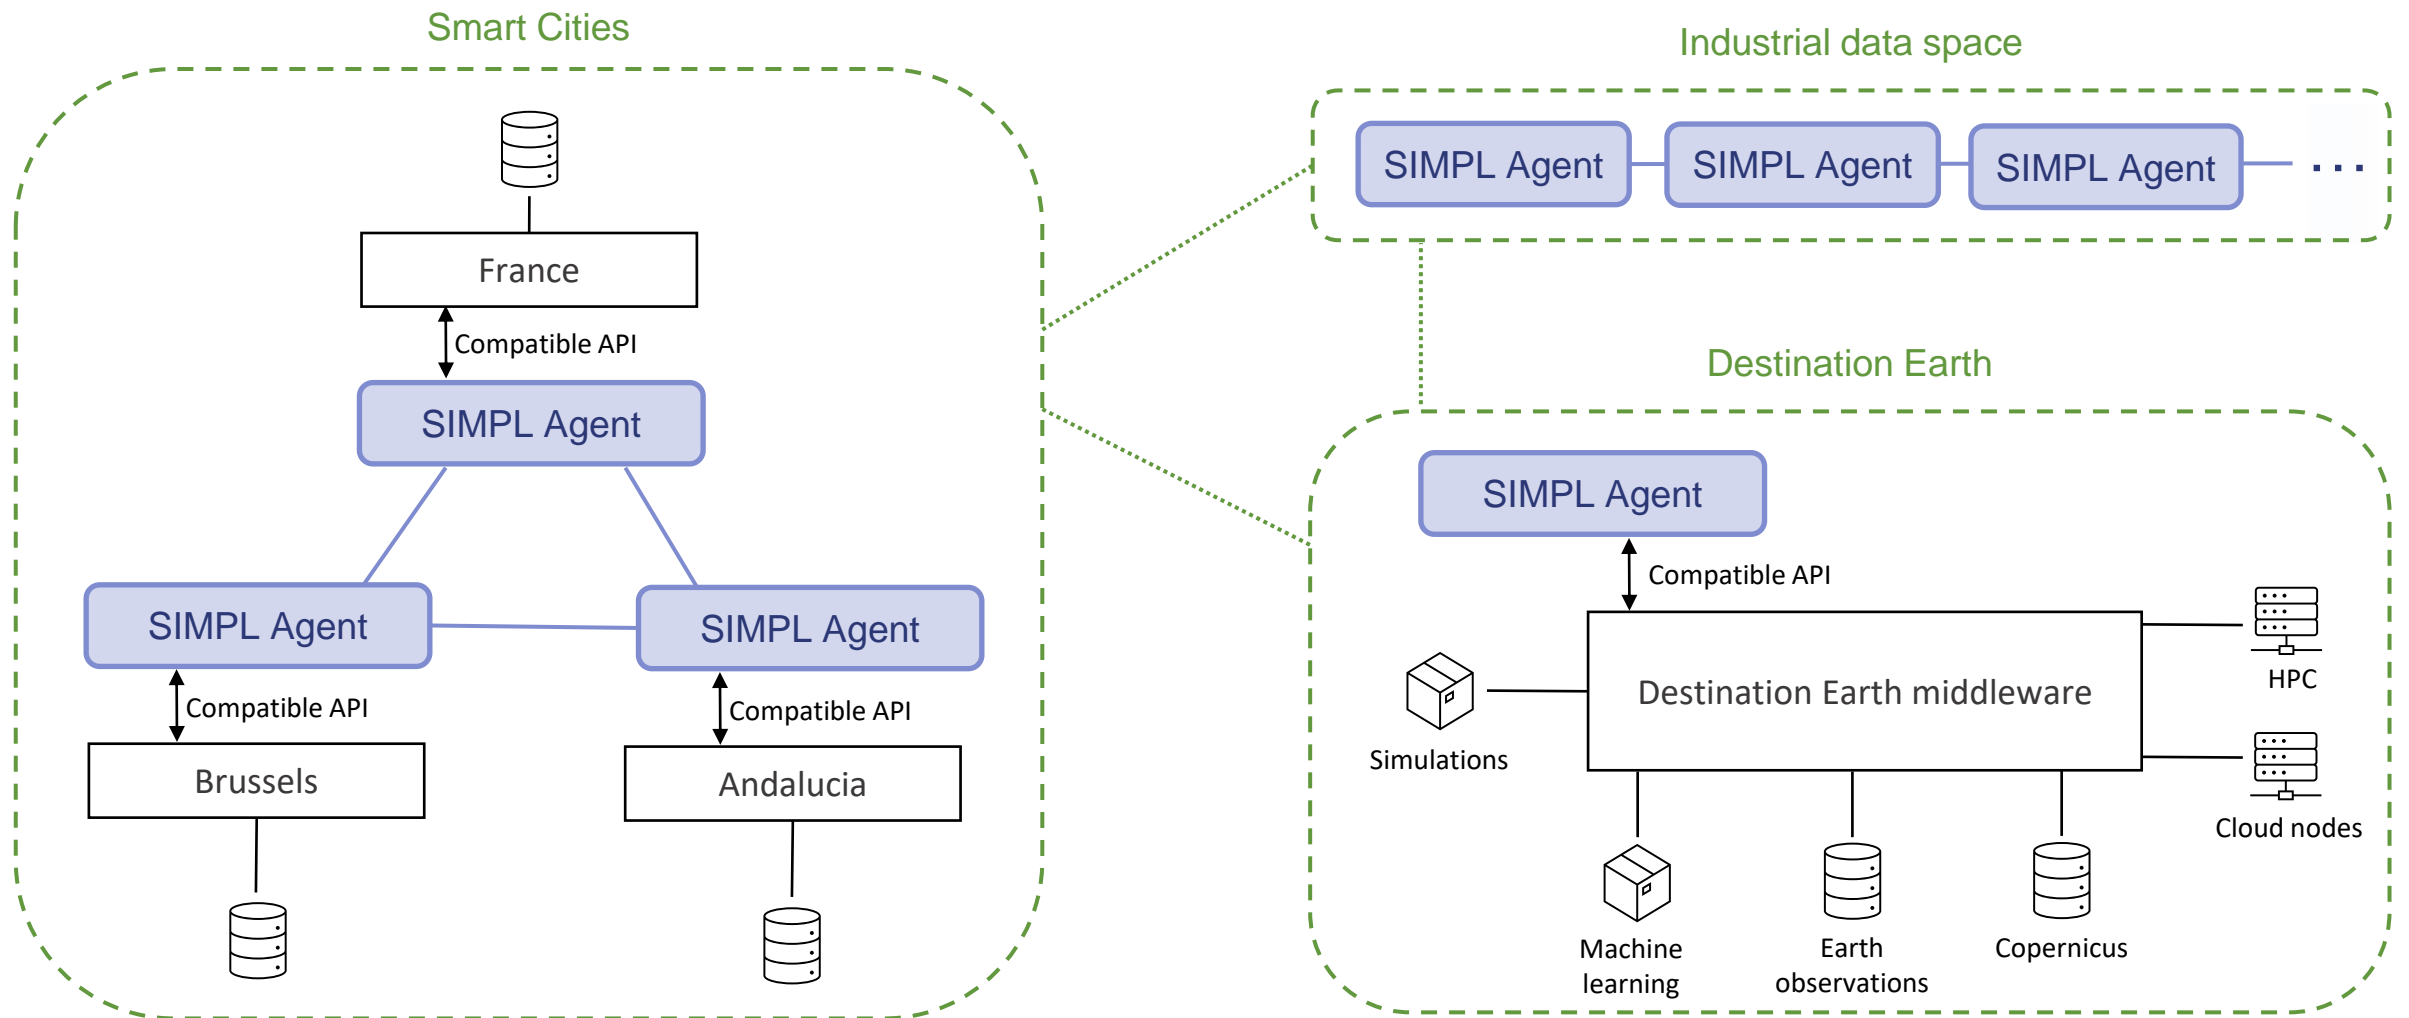 Smart Cities
France
Compatible API
SIMPL Agent
SIMPL Agent
SIMPL Agent
Compatible API
Compatible API
Brussels
Andalucia
Industrial data space
SIMPL Agent
SIMPL Agent
SIMPL Agent
...
Destination Earth
SIMPL Agent
Compatible API
Destination Earth middleware
HPC
Simulations
Cloud nodes
Machine
learning
Earth
observations
Copernicus